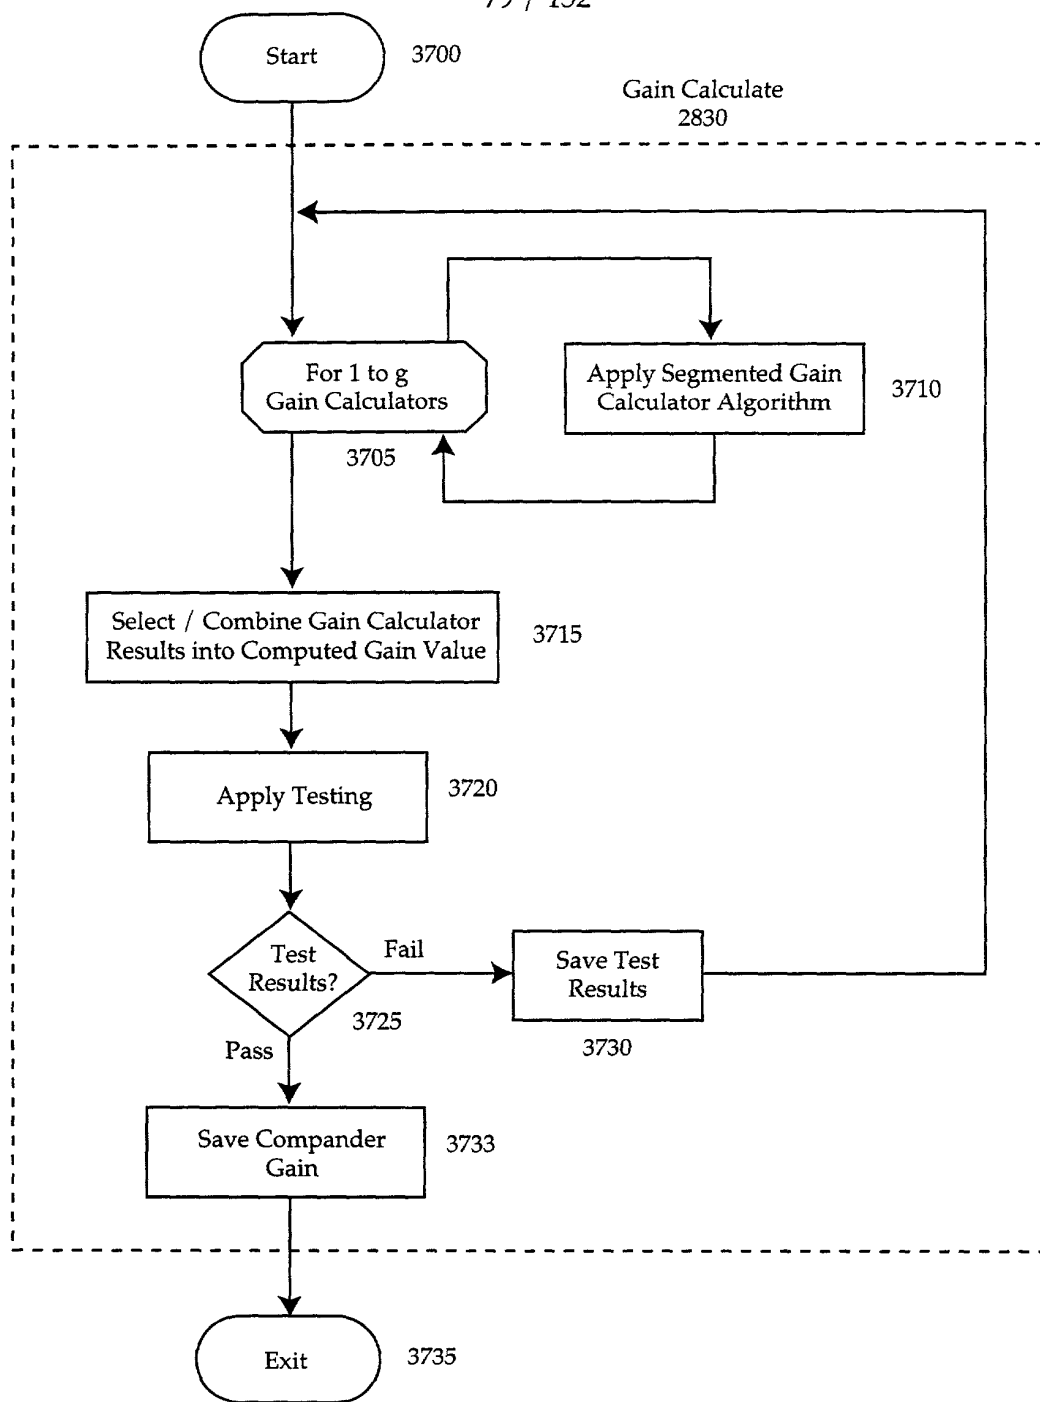 79 / 132
Start
3700
Gain Calculate
2830
For 1 to g
Gain Calculators
3705
Apply Segmented Gain
Calculator Algorithm
3710
Select / Combine Gain Calculator
Results into Computed Gain Value
3715
Apply Testing
3720
Test
Results?
Fail
3725
Pass
Save Test
Results
3730
Save Compander
Gain
3733
Exit
3735